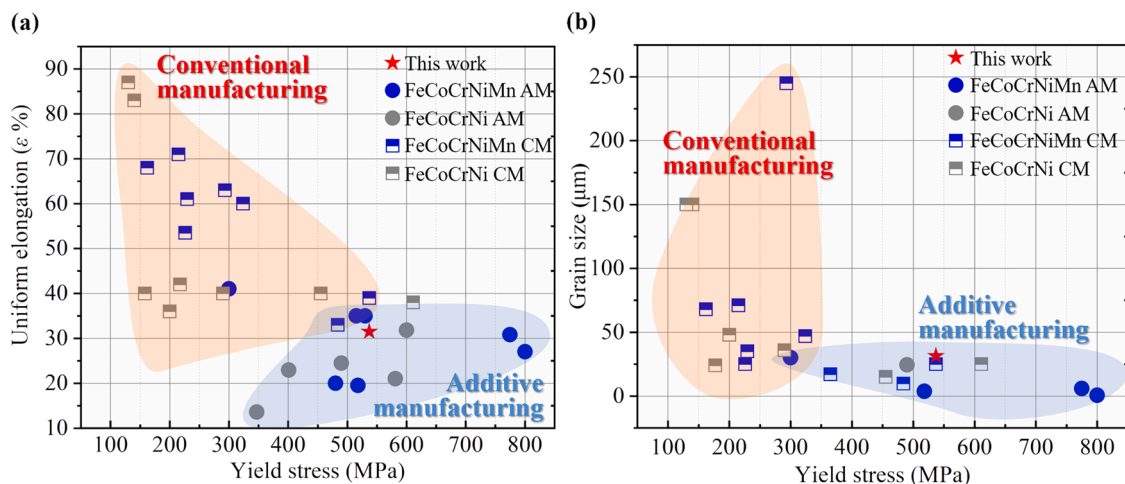 (a)
Conventional
manufacturing
This work
FeCoCrNiMn AM
FeCoCrNi AM
FeCoCrNiMn CM
FeCoCrNi CM
Additive
manufacturing
90
80
70
60
50
40
30
20
10
Uniform elongation (ε %)
100 200 300 400 500 600 700 800
Yield stress (MPa)
(b)
Conventional
manufacturing
This work
FeCoCrNiMn AM
FeCoCrNi AM
FeCoCrNiMn CM
FeCoCrNi CM
Additive
manufacturing
250
200
150
100
50
0
Grain size (μm)
100 200 300 400 500 600 700 800
Yield stress (MPa)